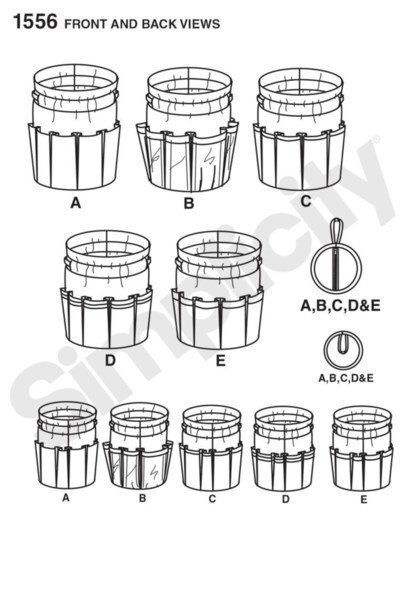 1556 FRONT AND BACK VIEWS
A B C
D E A,B,C,D&E
A,B,C,D&E
A B C D E
Simplicity®